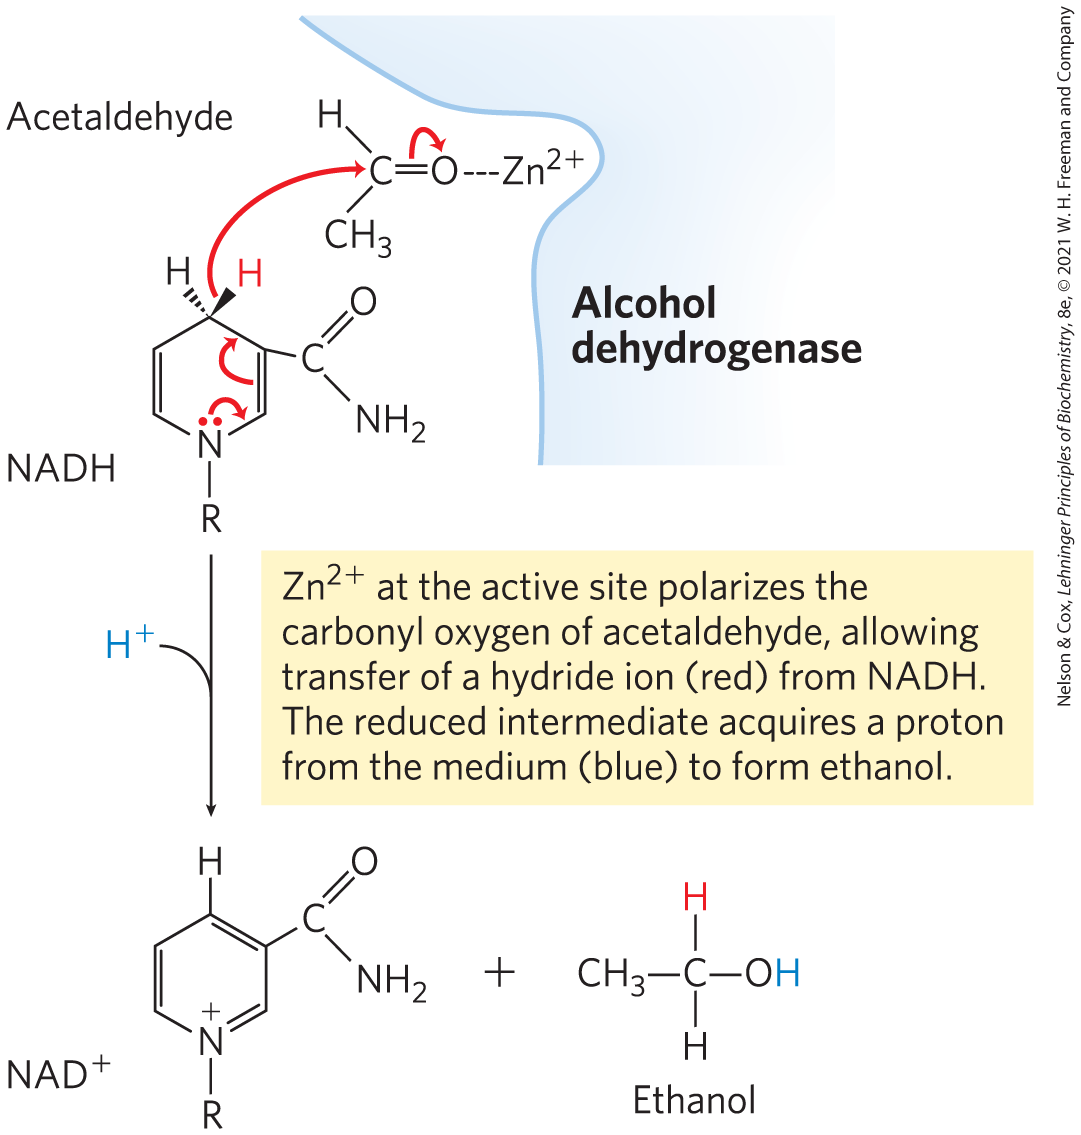 Acetaldehyde
H
C=O---Zn2+
CH3
H H
O
C
NH2
N
R
NADH
Alcohol
dehydrogenase
H+
Zn2+ at the active site polarizes the
carbonyl oxygen of acetaldehyde, allowing
transfer of a hydride ion (red) from NADH.
The reduced intermediate acquires a proton
from the medium (blue) to form ethanol.
H
O
C
NH2
+
N
R
NAD+
+
H
CH3—C—OH
H
Ethanol
Nelson & Cox, Lehninger Principles of Biochemistry, 8e, © 2021 W. H. Freeman and Company